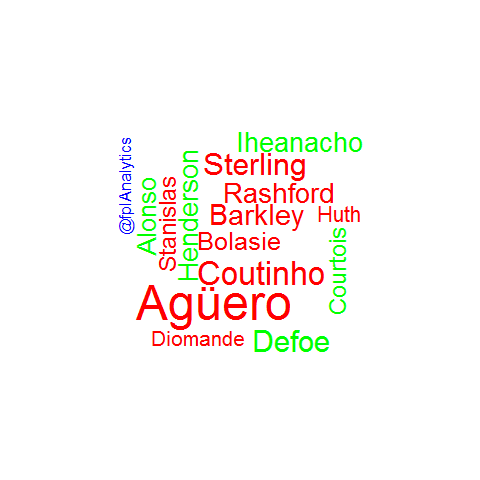 Iheanacho
Sterling
Rashford
Barkley
Huth
Bolasie
Coutinho
Agüero
Diomande
Defoe
@fplAnalytics
Alonso
Stanislas
Henderson
Courtois